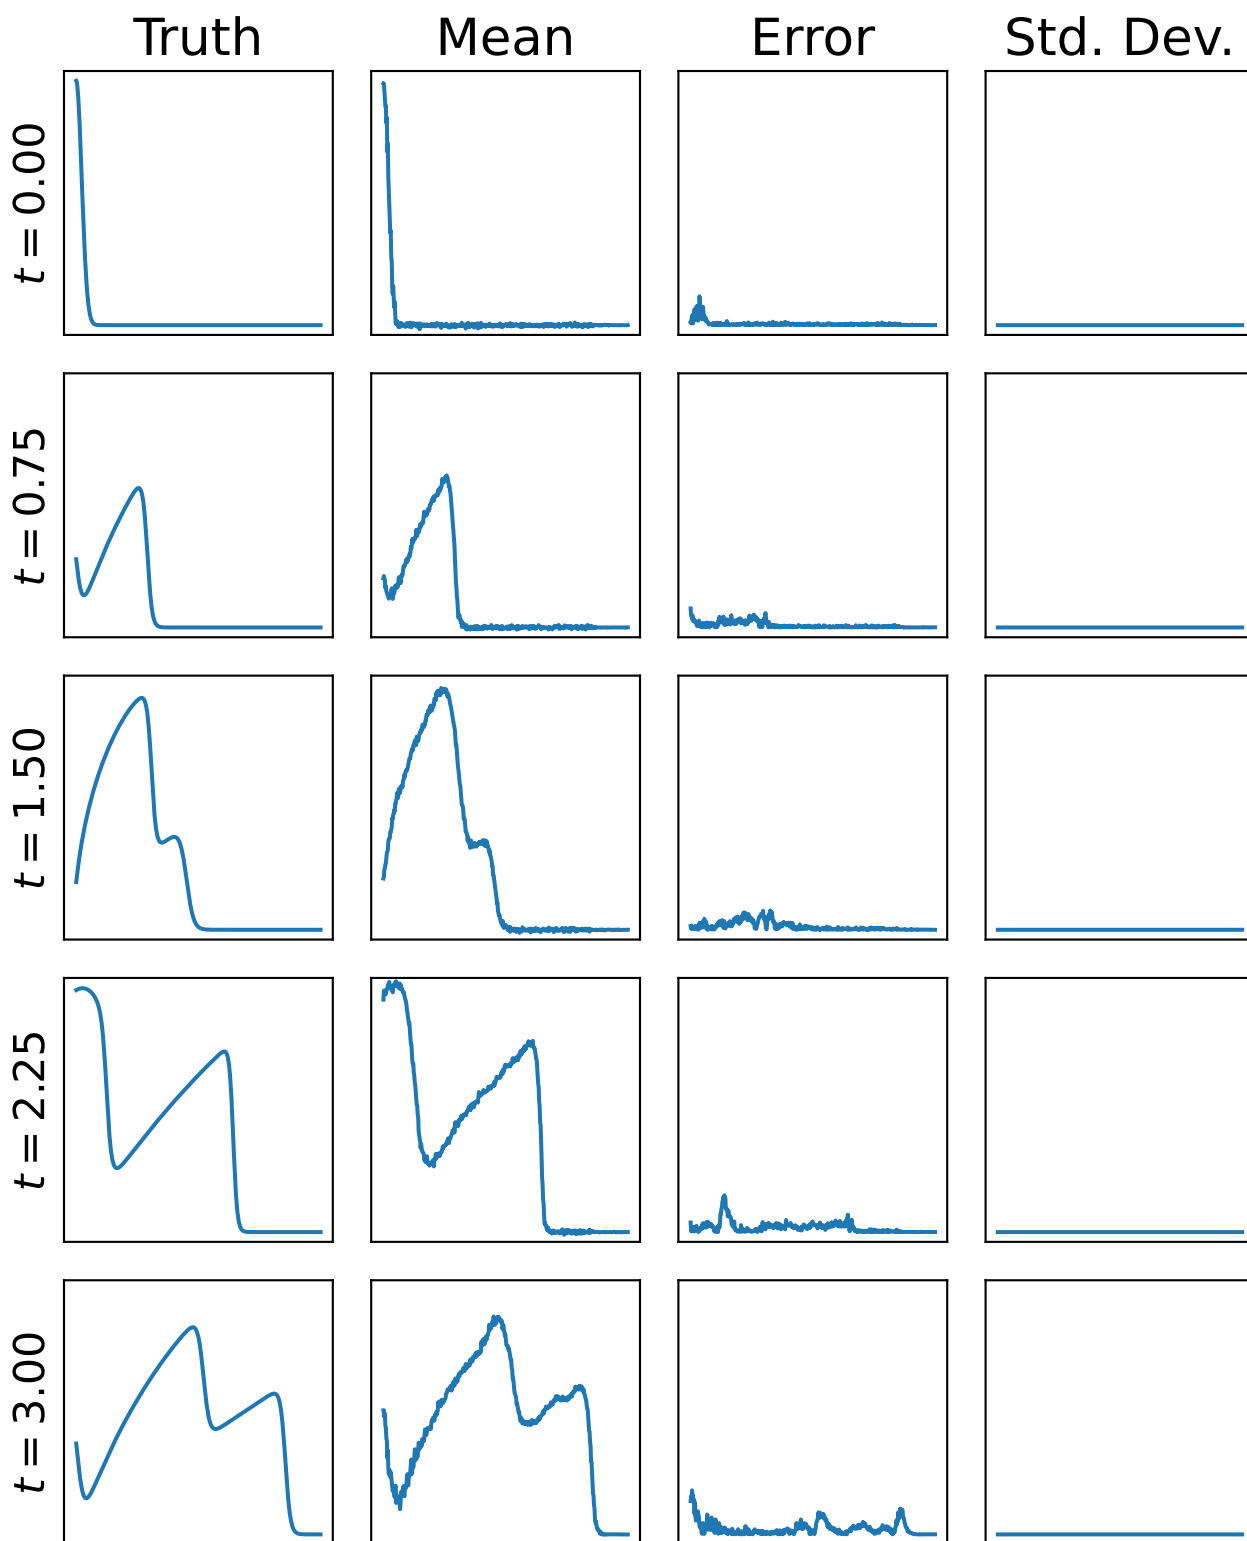 Truth Mean Error Std. Dev.
t = 0.00
t = 0.75
t = 1.50
t = 2.25
t = 3.00